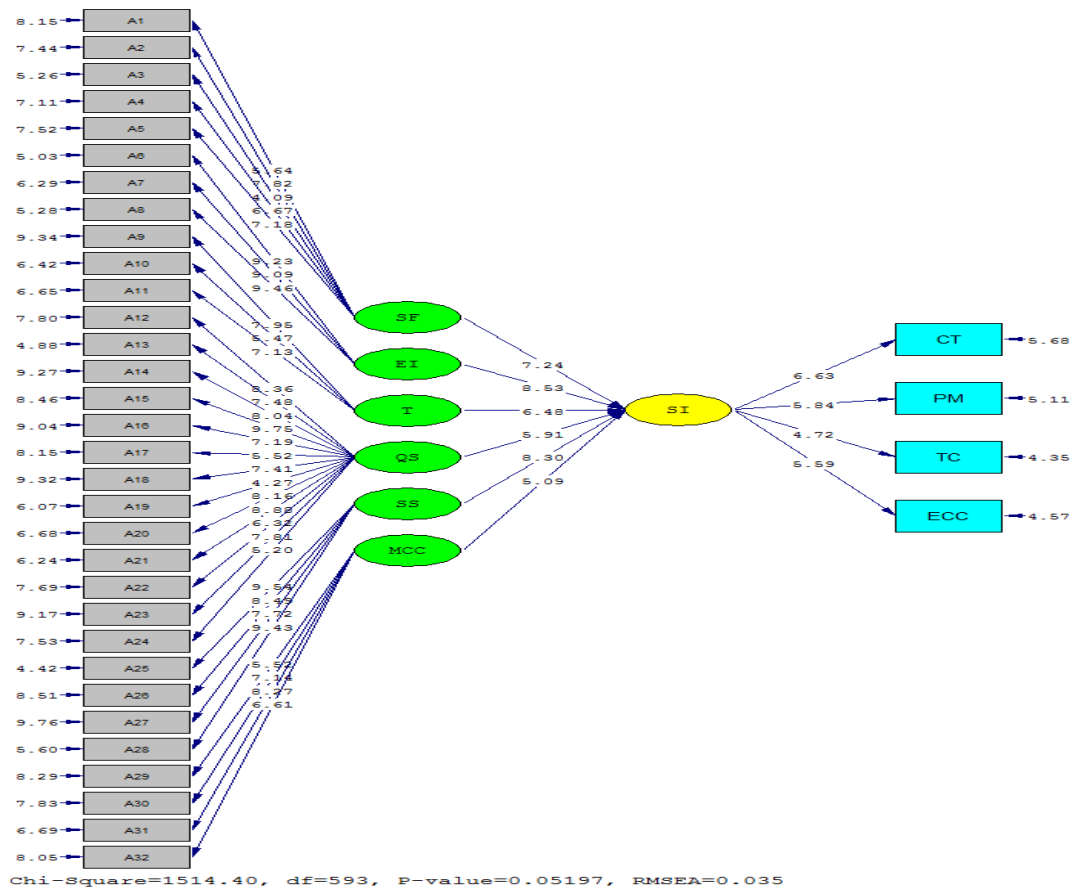 8.15 A1
7.44 A2
5.26 A3
7.11 A4
7.52 A5
5.03 A6
6.29 A7
5.28 A8
9.34 A9
6.42 A10
6.65 A11
7.80 A12
4.88 A13
9.27 A14
8.46 A15
9.04 A16
8.15 A17
9.32 A18
6.07 A19
6.68 A20
6.24 A21
7.69 A22
9.17 A23
7.53 A24
4.42 A25
8.51 A26
9.76 A27
5.60 A28
8.29 A29
7.83 A30
6.69 A31
8.05 A32
5.64
7.82
4.09
6.67
7.18
9.23
9.09
9.46
7.95
5.47
7.13
8.36
7.48
8.04
9.75
7.19
5.52
7.41
4.27
8.16
8.88
6.32
7.81
5.20
9.54
8.49
7.72
9.43
5.52
7.14
8.27
6.61
SF
EI
T
QS
SS
MCC
7.24
8.53
6.48
5.91
8.30
5.09
SI
6.63
5.84
4.72
5.59
CT 5.68
PM 5.11
TC 4.35
ECC 4.57
Chi-Square=1514.40, df=593, P-value=0.05197, RMSEA=0.035